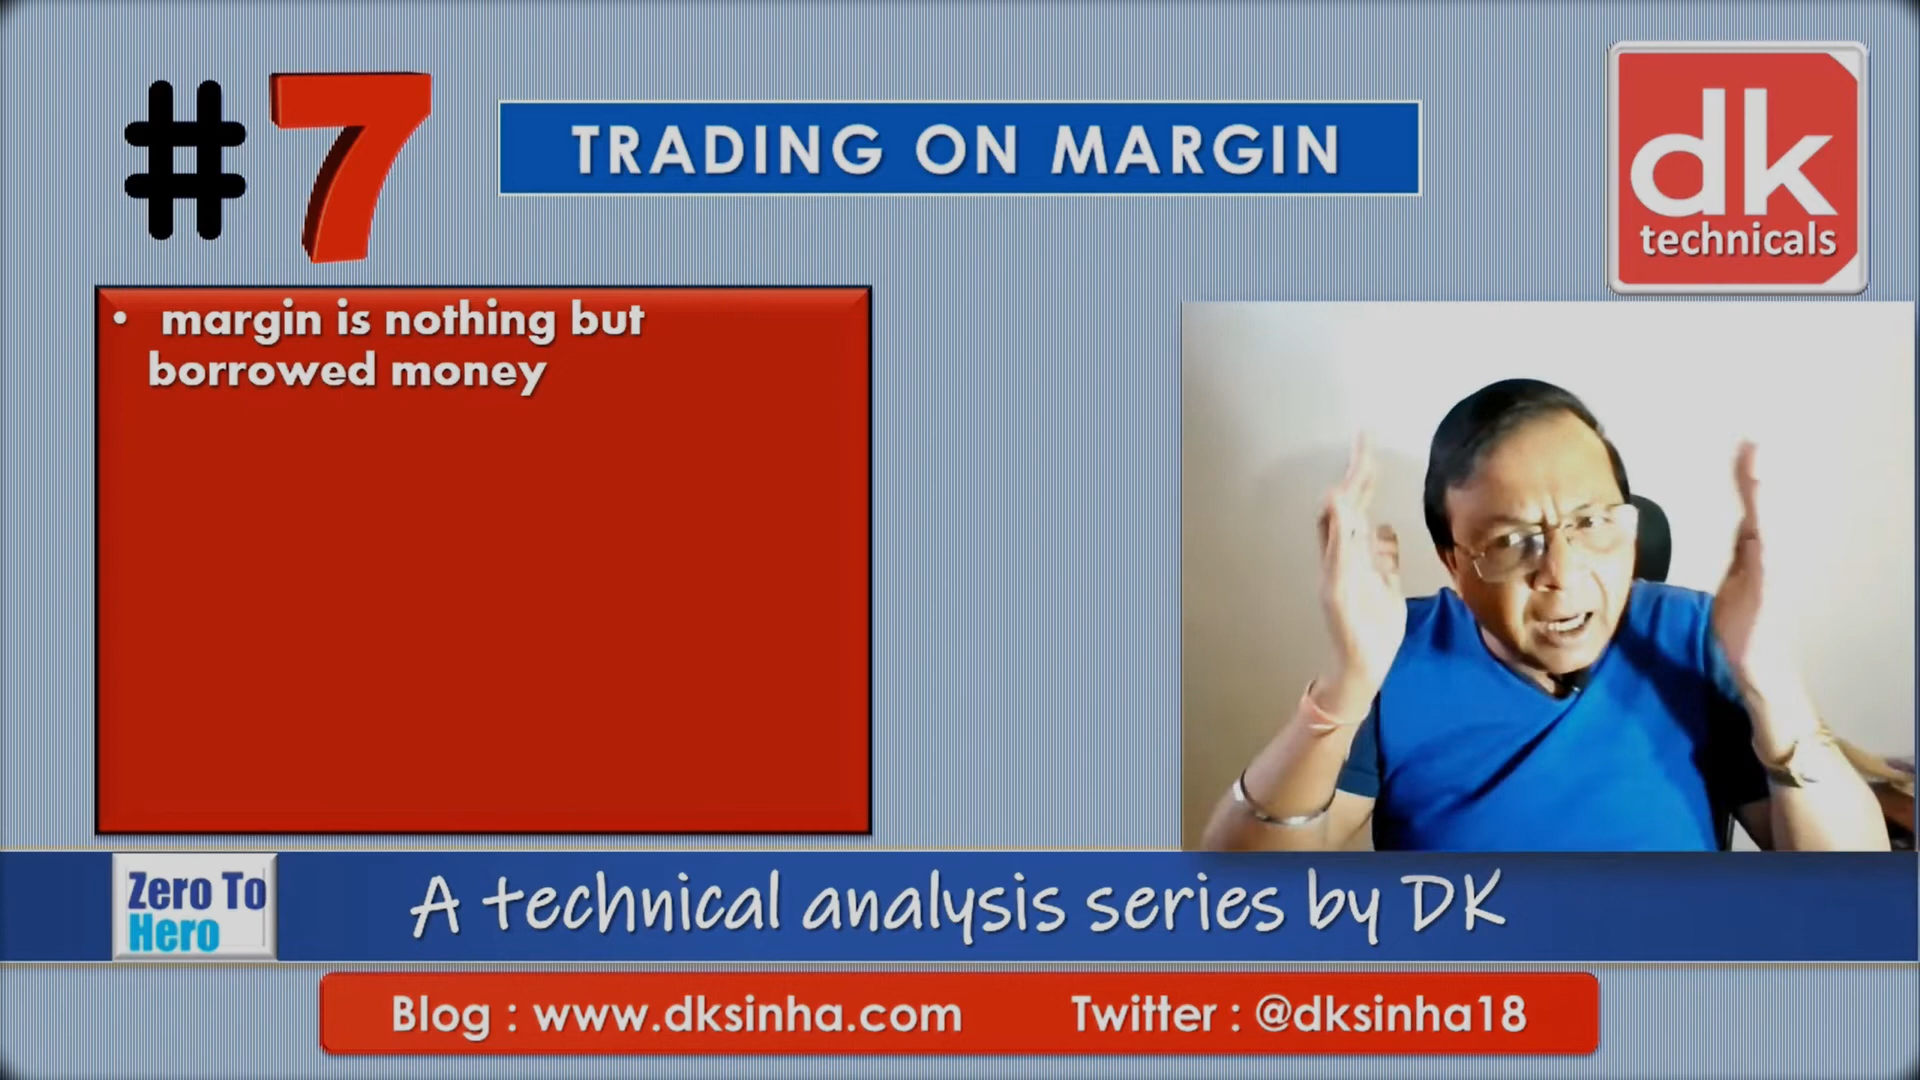 #7
TRADING ON MARGIN
dk
technicals
• margin is nothing but
borrowed money
Zero To
Hero
A technical analysis series by DK
Blog : www.dksinha.com Twitter : @dksinha18